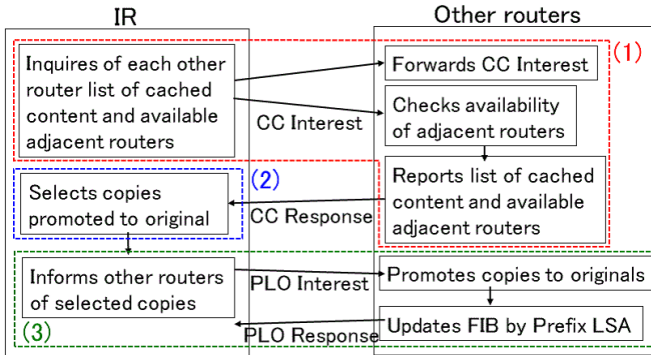 IR
Other routers
Inquires of each other
router list of cached
content and available
adjacent routers
Forwards CC Interest
(1)
Checks availability
of adjacent routers
CC Interest
Reports list of cached
content and available
adjacent routers
(2)
Selects copies
promoted to original
CC Response
Informs other routers
of selected copies
PLO Interest
Promotes copies to originals
(3)
PLO Response
Updates FIB by Prefix LSA